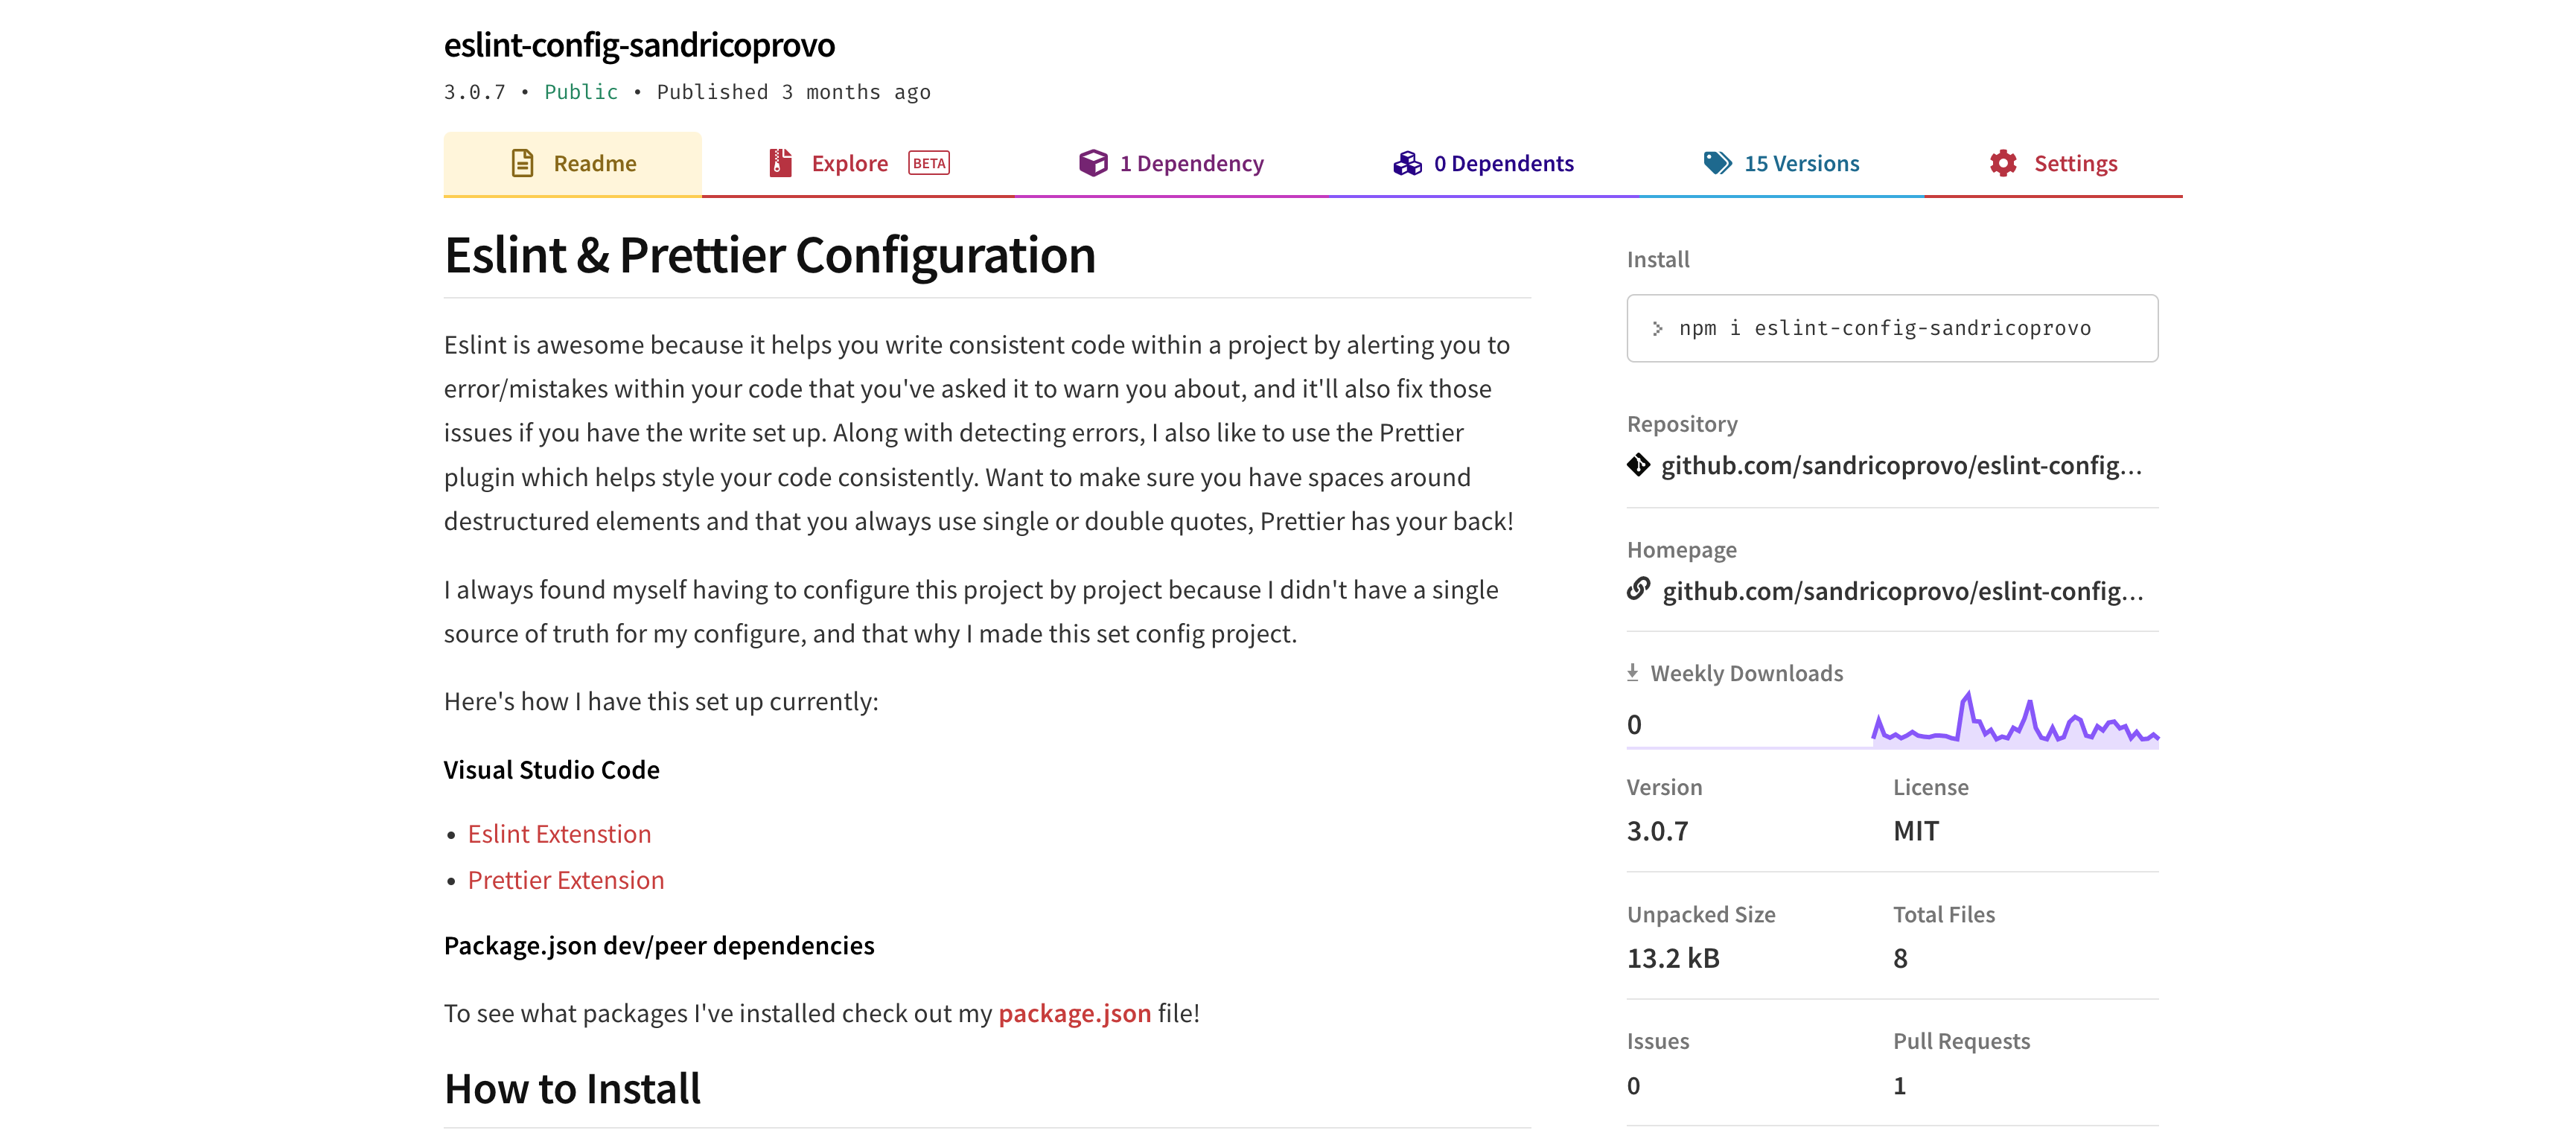 eslint-config-sandricoprovo
3.0.7 • Public • Published 3 months ago
Readme
Explore BETA
1 Dependency
0 Dependents
15 Versions
Settings
Eslint & Prettier Configuration
Eslint is awesome because it helps you write consistent code within a project by alerting you to
error/mistakes within your code that you've asked it to warn you about, and it'll also fix those
issues if you have the write set up. Along with detecting errors, I also like to use the Prettier
plugin which helps style your code consistently. Want to make sure you have spaces around
destructured elements and that you always use single or double quotes, Prettier has your back!
I always found myself having to configure this project by project because I didn't have a single
source of truth for my configure, and that why I made this set config project.
Here's how I have this set up currently:
Visual Studio Code
• Eslint Extenstion
• Prettier Extension
Package.json dev/peer dependencies
To see what packages I've installed check out my package.json file!
How to Install
Install
> npm i eslint-config-sandricoprovo
Repository
github.com/sandricoprovo/eslint-config...
Homepage
github.com/sandricoprovo/eslint-config...
Weekly Downloads
0
Version
3.0.7
License
MIT
Unpacked Size
13.2 kB
Total Files
8
Issues
0
Pull Requests
1